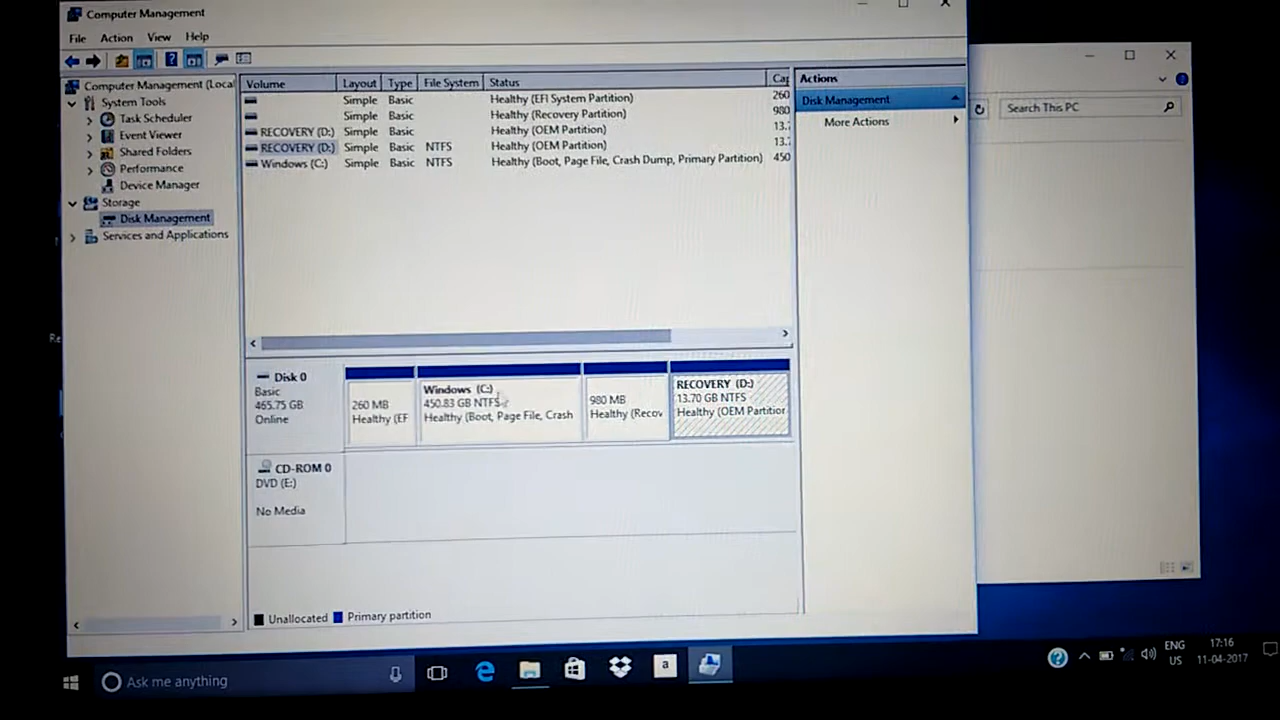 Computer Management
File Action View Help
Computer Management (Local
System Tools
Task Scheduler
Event Viewer
Shared Folders
Performance
Device Manager
Storage
Disk Management
Services and Applications
Volume Layout Type File System Status
Simple Basic Healthy (EFI System Partition) 260
Simple Basic Healthy (Recovery Partition) 980
RECOVERY (D:) Simple Basic Healthy (OEM Partition) 13.
RECOVERY (D:) Simple Basic NTFS Healthy (OEM Partition) 13.
Windows (C:) Simple Basic NTFS Healthy (Boot, Page File, Crash Dump, Primary Partition) 450
Actions
Disk Management
More Actions
Search This PC
Disk 0
Basic
465.75 GB
Online
260 MB
Healthy (EF
Windows (C:)
450.83 GB NTFS
Healthy (Boot, Page File, Crash
980 MB
Healthy (Recov
RECOVERY (D:)
13.70 GB NTFS
Healthy (OEM Partitior
CD-ROM 0
DVD (E:)
No Media
Unallocated Primary partition
Ask me anything
a
ENG
US
17:16
11-04-2017